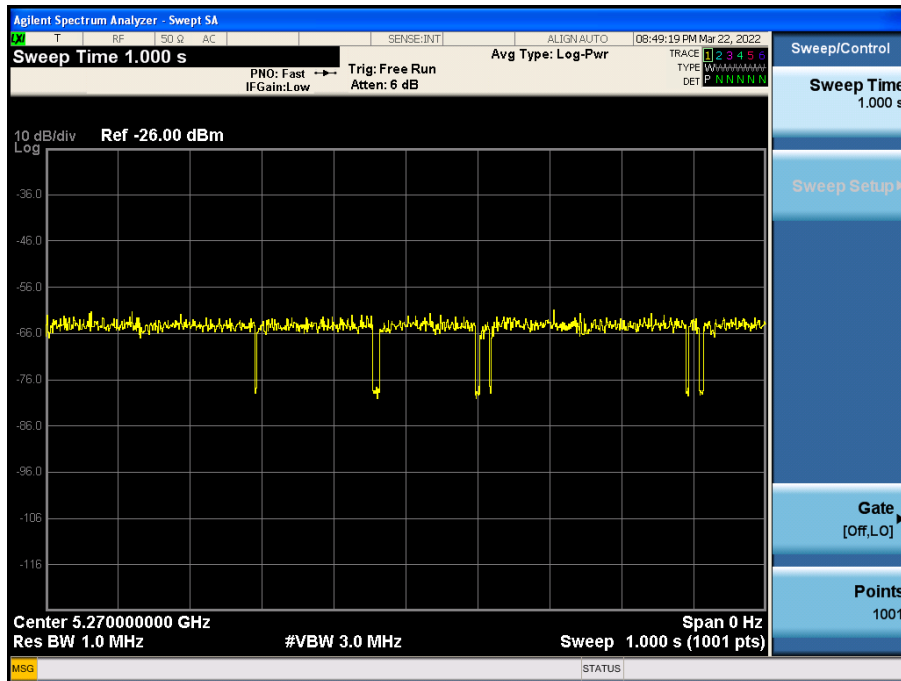 Agilent Spectrum Analyzer - Swept SA
LXI T RF 50 Ω AC SENSE:INT ALIGNAUTO 08:49:19 PM Mar 22, 2022
Sweep Time 1.000 s
PNO: Fast
IFGain:Low
Trig: Free Run
Atten: 6 dB
Avg Type: Log-Pwr
TRACE 1 2 3 4 5 6
TYPE
DET P N N N N N
10 dB/div Ref -26.00 dBm
Log
-36.0
-46.0
-56.0
-66.0
-76.0
-86.0
-96.0
-106
-116
Center 5.270000000 GHz Span 0 Hz
Res BW 1.0 MHz #VBW 3.0 MHz Sweep 1.000 s (1001 pts)
MSG STATUS
Sweep/Control
Sweep Time
1.000 s
Sweep Setup
Gate
[Off,LO]
Points
1001